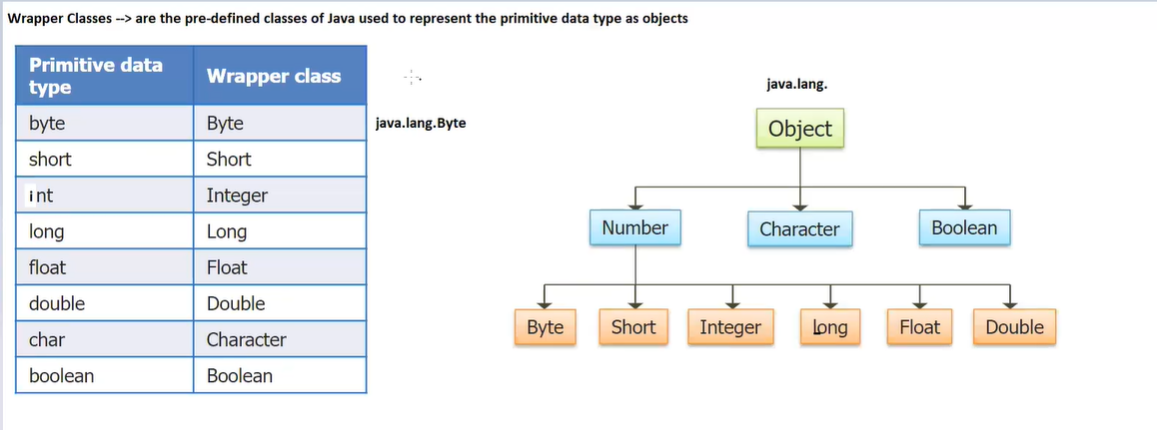 Wrapper Classes --> are the pre-defined classes of Java used to represent the primitive data type as objects
Primitive data
type
Wrapper class
byte
Byte
java.lang.Byte
short
Short
int
Integer
long
Long
float
Float
double
Double
char
Character
boolean
Boolean
java.lang.
Object
Number
Character
Boolean
Byte
Short
Integer
Long
Float
Double